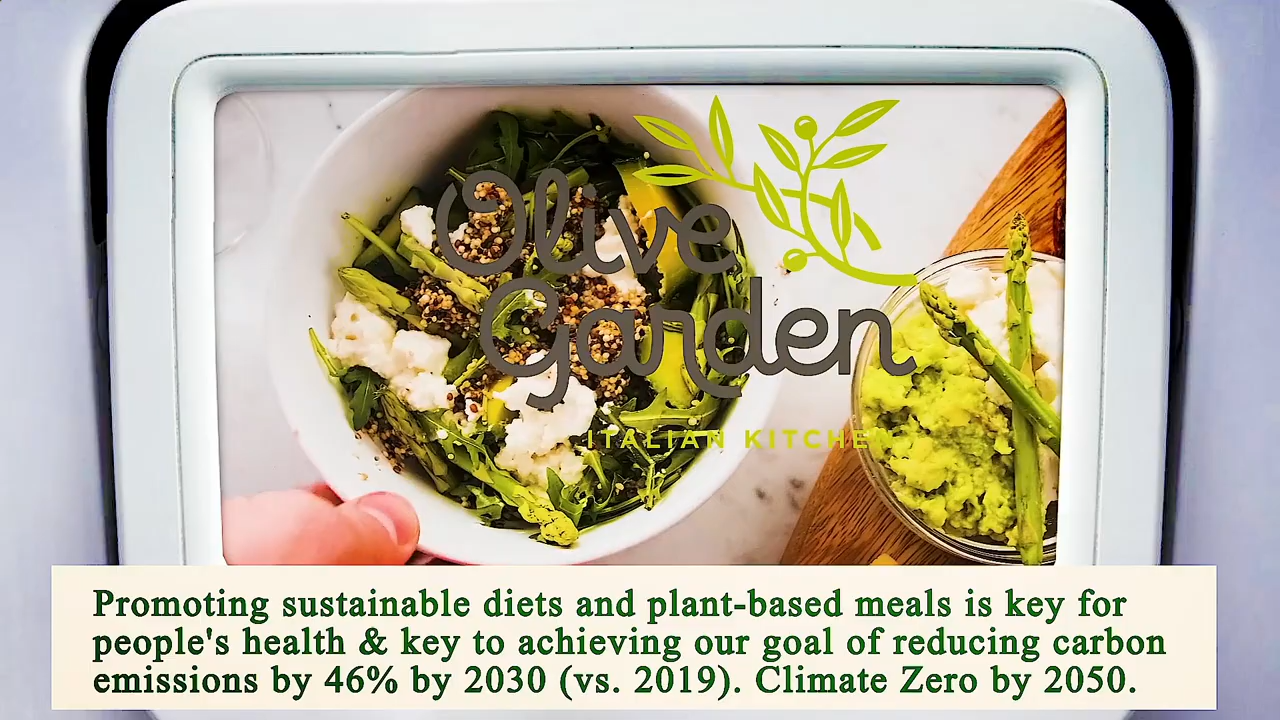 Olive
Garden
ITALIAN KITCHEN
Promoting sustainable diets and plant-based meals is key for
people's health & key to achieving our goal of reducing carbon
emissions by 46% by 2030 (vs. 2019). Climate Zero by 2050.